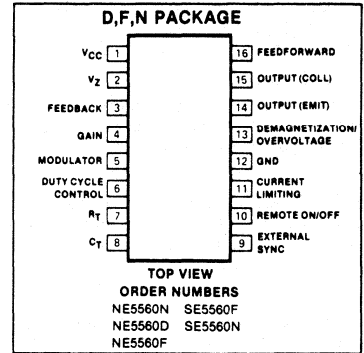 D,F,N PACKAGE
VCC 1
VZ 2
FEEDBACK 3
GAIN 4
MODULATOR 5
DUTY CYCLE
CONTROL 6
RT 7
CT 8
16 FEEDFORWARD
15 OUTPUT (COLL)
14 OUTPUT (EMIT)
13 DEMAGNETIZATION/
OVERVOLTAGE
12 GND
11 CURRENT
LIMITING
10 REMOTE ON/OFF
9 EXTERNAL
SYNC
TOP VIEW
ORDER NUMBERS
NE5560N SE5560F
NE5560D SE5560N
NE5560F